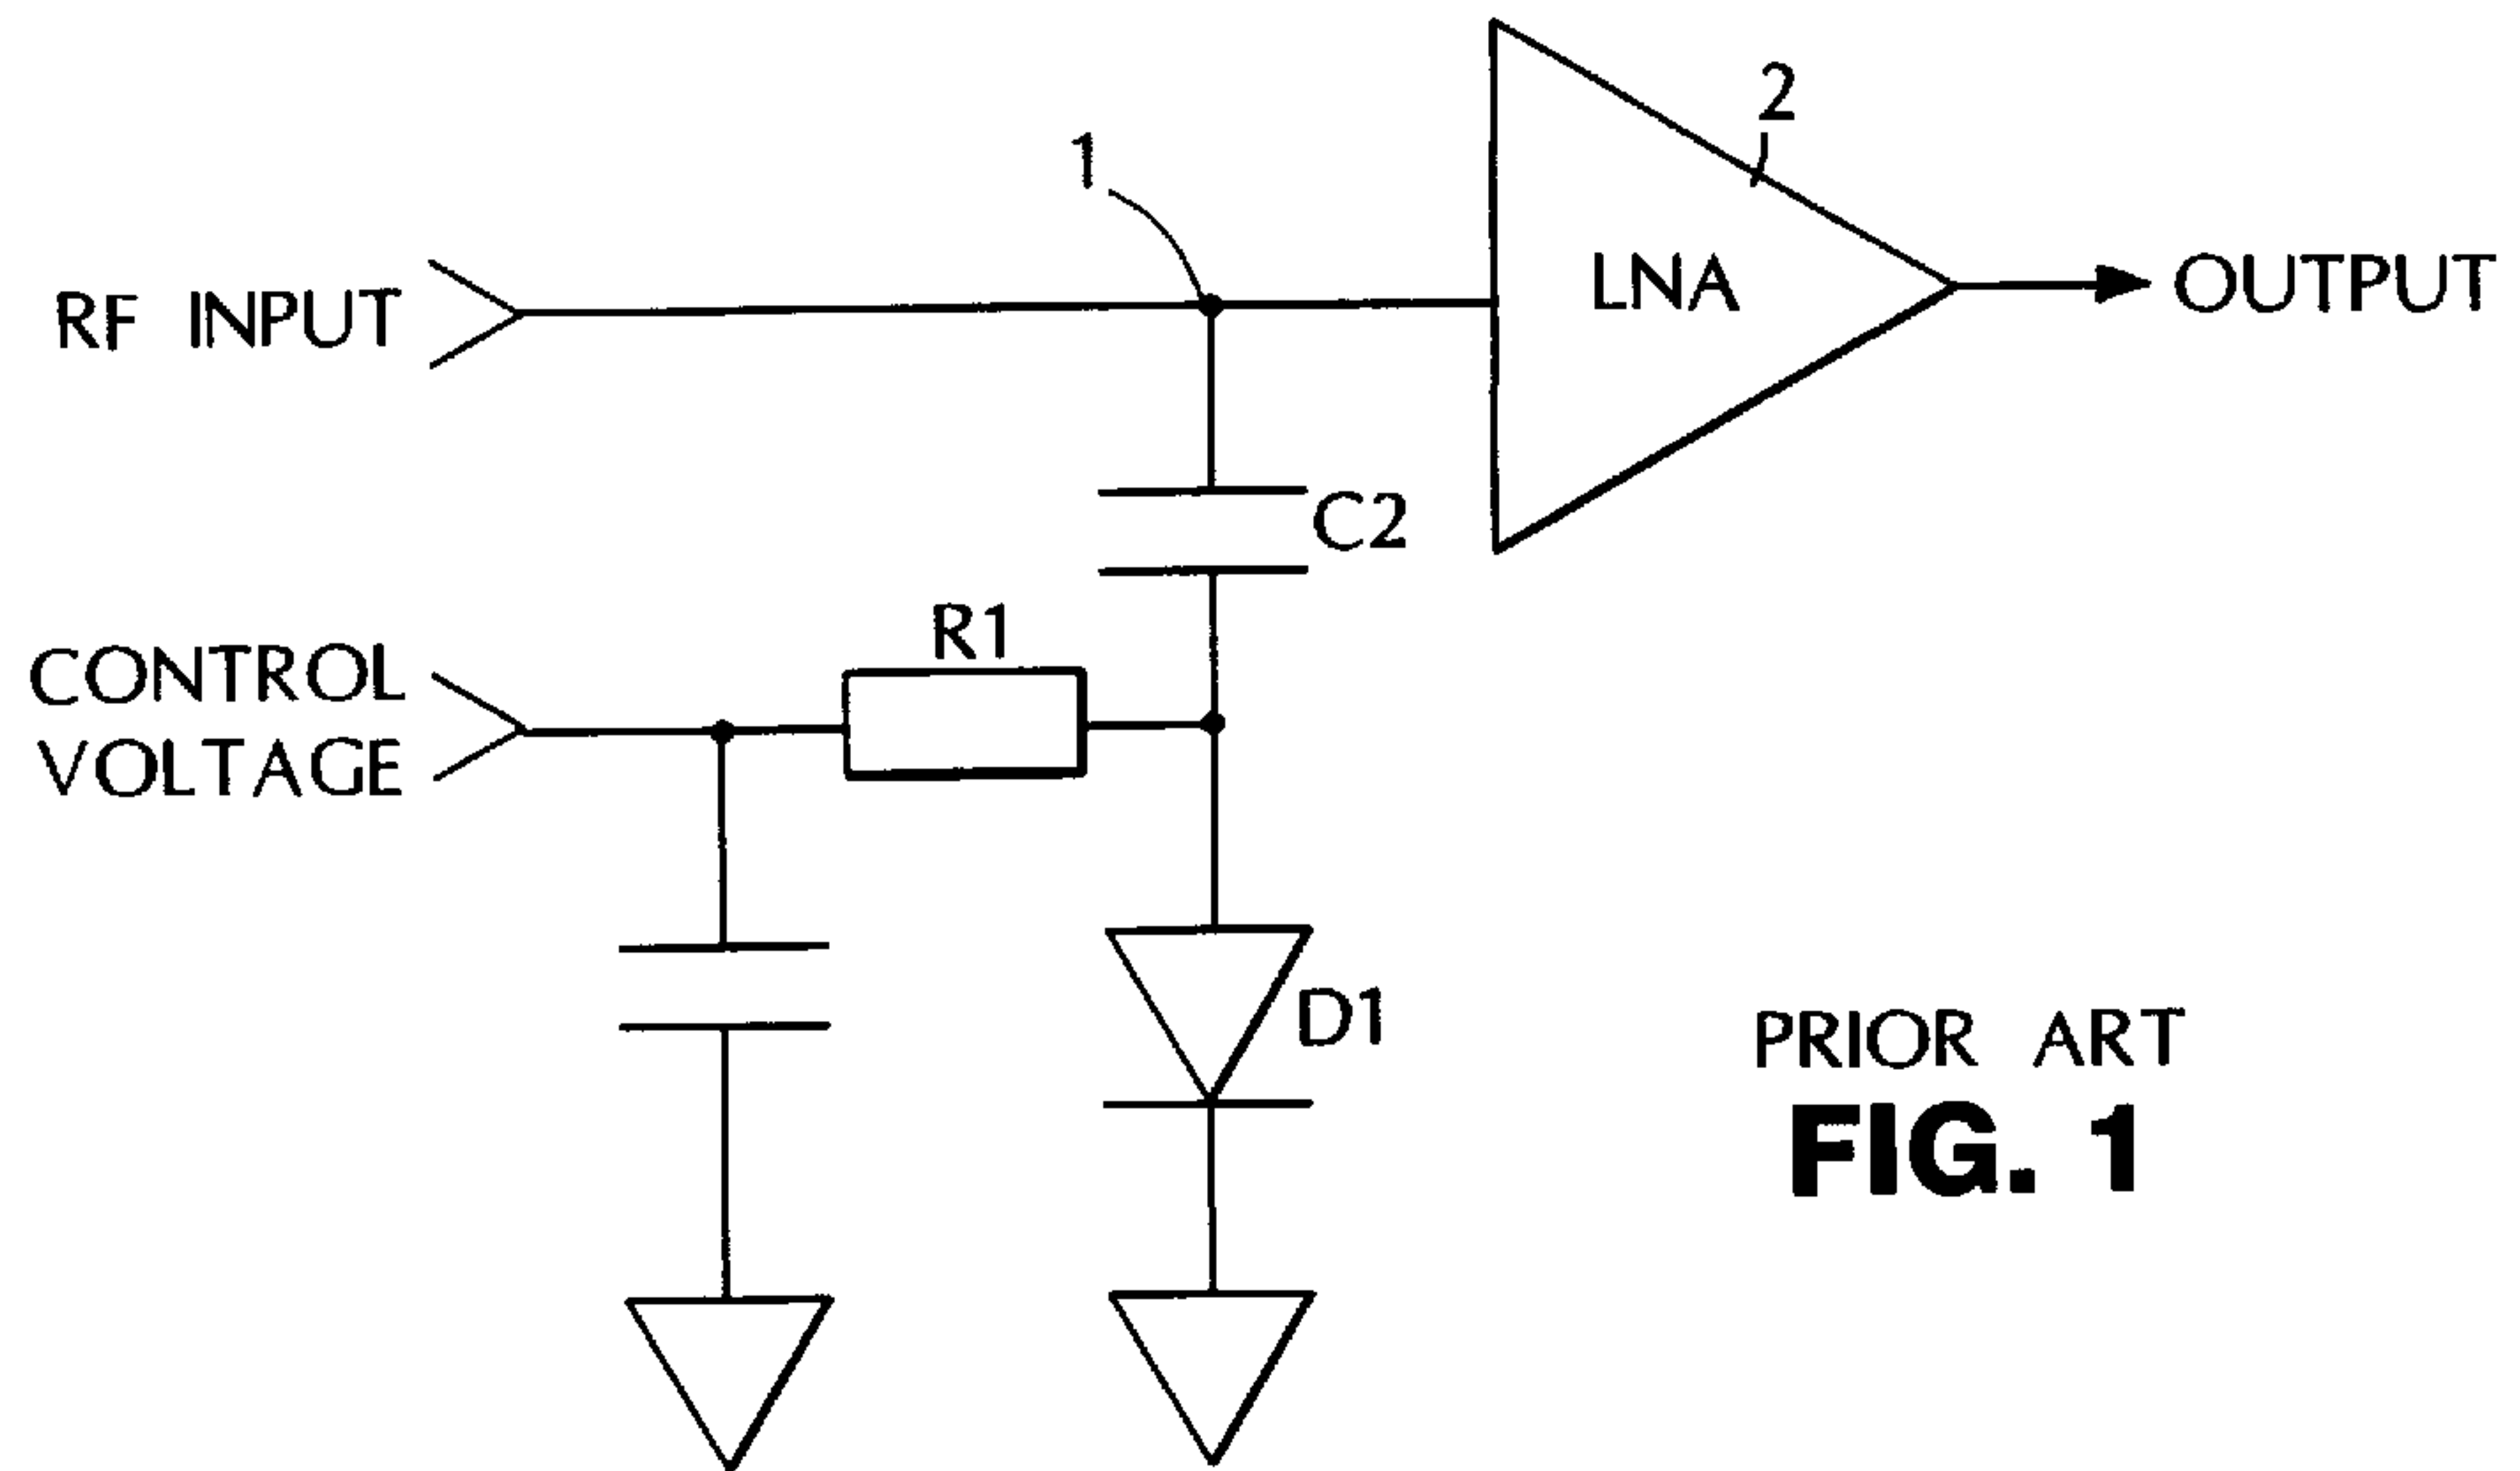 2
1
RF INPUT
LNA
OUTPUT
C2
R1
CONTROL
VOLTAGE
D1
PRIOR ART
FIG. 1